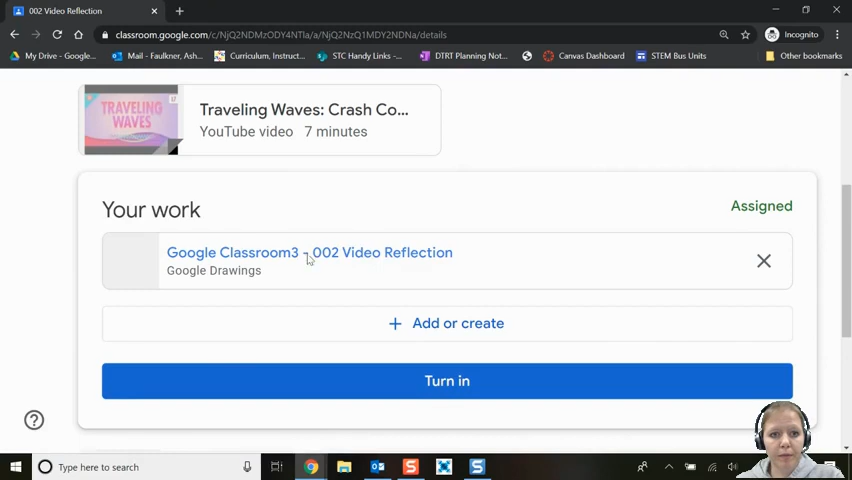 002 Video Reflection
classroom.google.com/c/NjQ2NDMzODY4NTla/a/NjQ2NzQ1MDY2NDNa/details
Incognito
My Drive - Google... Mail - Faulkner, Ash... Curriculum, Instruct... STC Handy Links -... DTRT Planning Not... Canvas Dashboard STEM Bus Units Other bookmarks
TRAVELING
WAVES
Traveling Waves: Crash Co...
YouTube video 7 minutes
Your work
Assigned
Google Classroom3 - 002 Video Reflection
Google Drawings
+ Add or create
Turn in
Type here to search